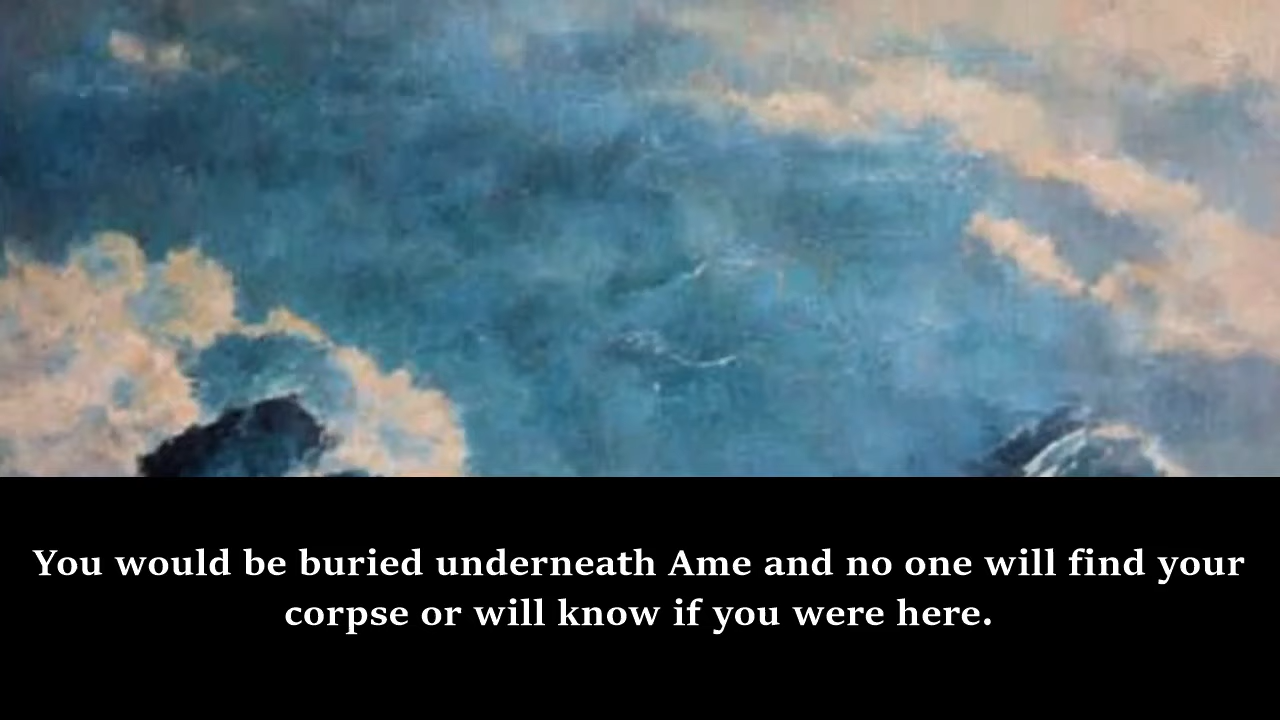 You would be buried underneath Ame and no one will find your
corpse or will know if you were here.